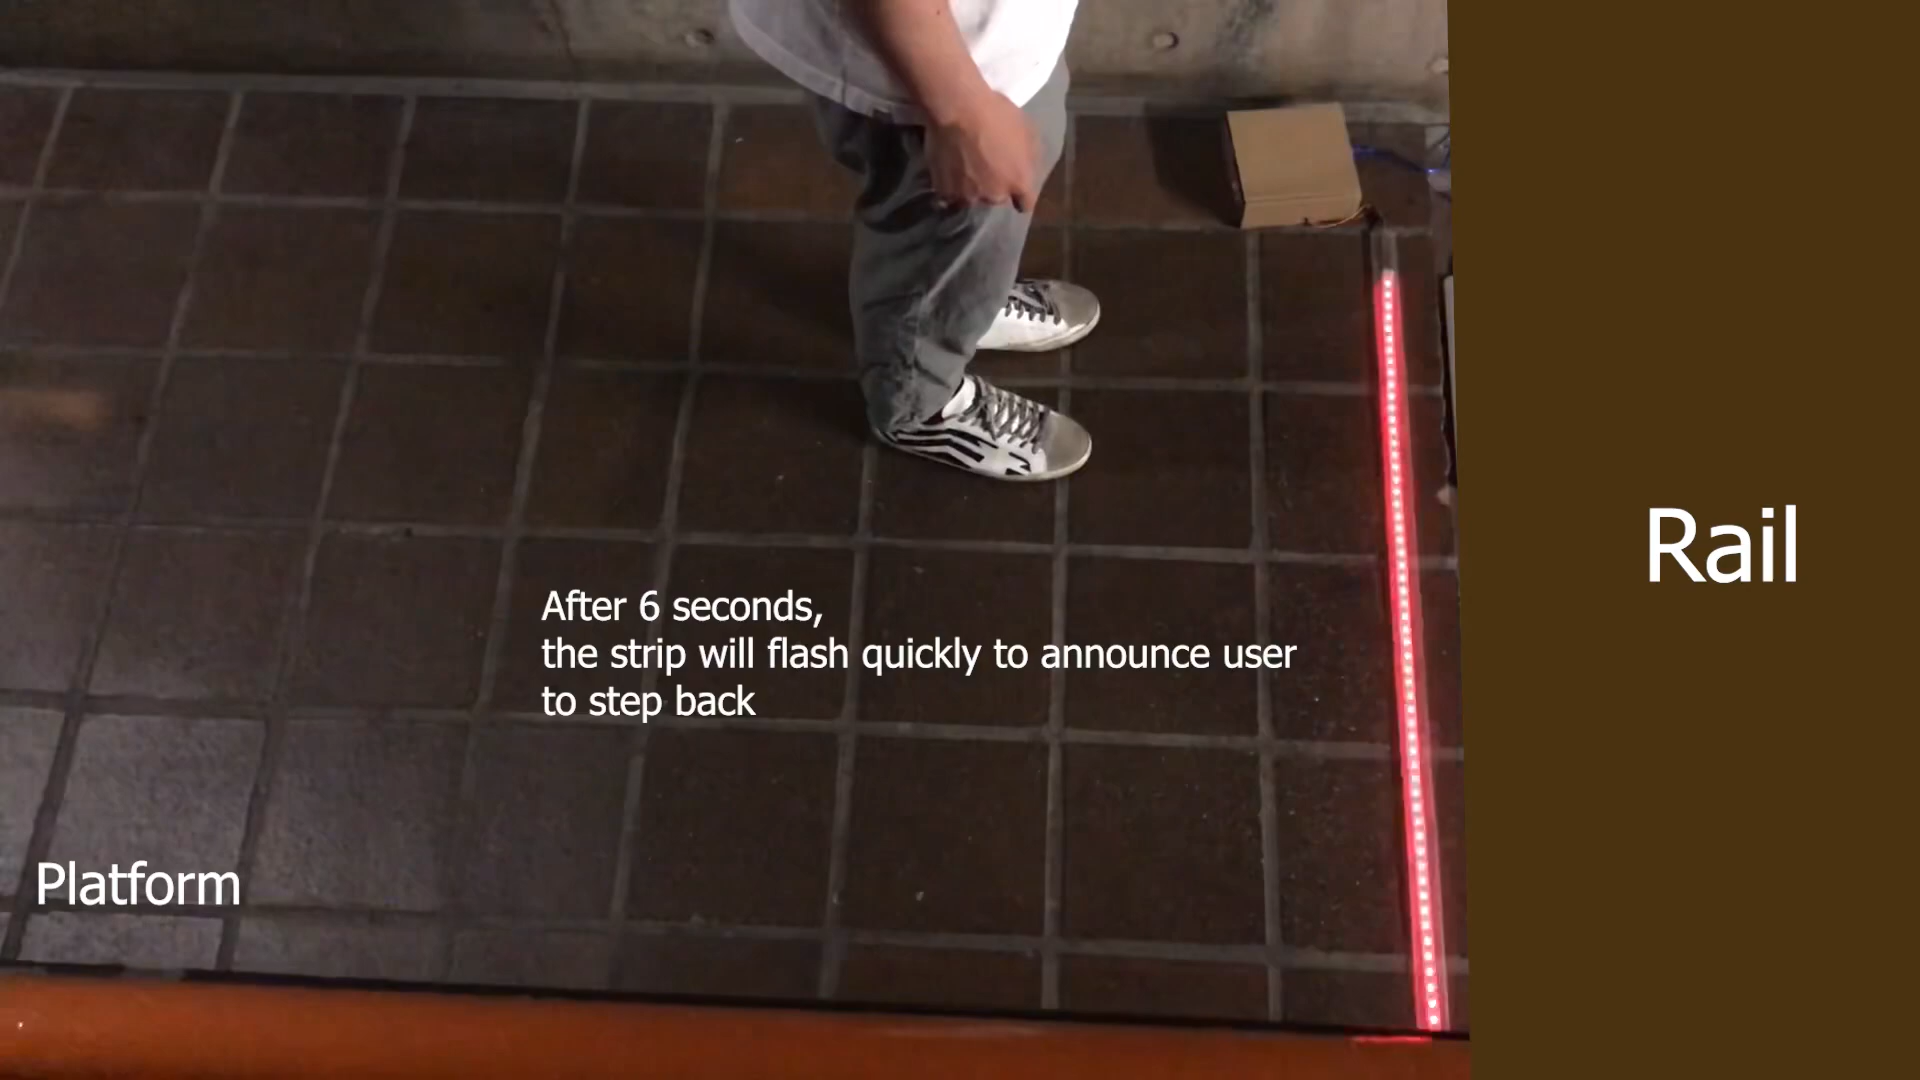 After 6 seconds,
the strip will flash quickly to announce user
to step back
Rail
Platform